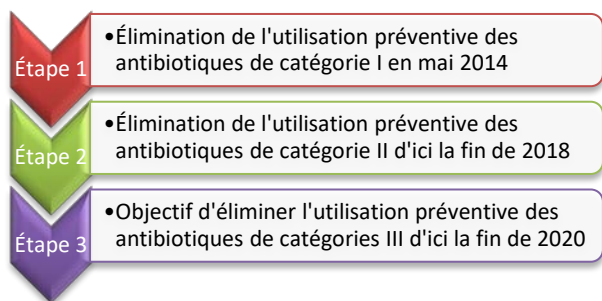 Étape 1
•Élimination de l'utilisation préventive des
antibiotiques de catégorie I en mai 2014
Étape 2
•Élimination de l'utilisation préventive des
antibiotiques de catégorie II d'ici la fin de 2018
Étape 3
•Objectif d'éliminer l'utilisation préventive des
antibiotiques de catégories III d'ici la fin de 2020